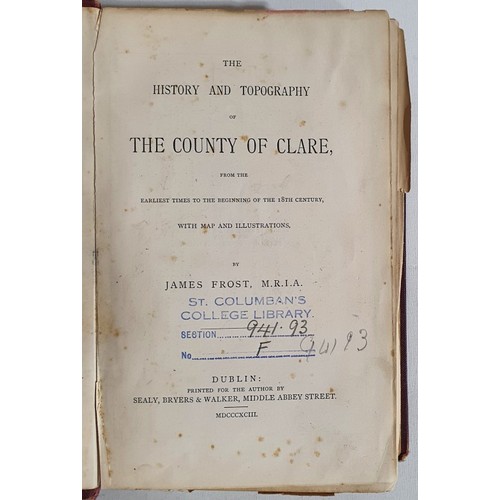 THE
HISTORY AND TOPOGRAPHY
OF
THE COUNTY OF CLARE,
FROM THE
EARLIEST TIMES TO THE BEGINNING OF THE 18TH CENTURY,
WITH MAP AND ILLUSTRATIONS,
BY
JAMES FROST, M.R.I.A.
ST. COLUMBAN'S
COLLEGE LIBRARY.
SECTION 941.93
No F 941 93
DUBLIN:
PRINTED FOR THE AUTHOR BY
SEALY, BRYERS & WALKER, MIDDLE ABBEY STREET.
MDCCCXCIII.